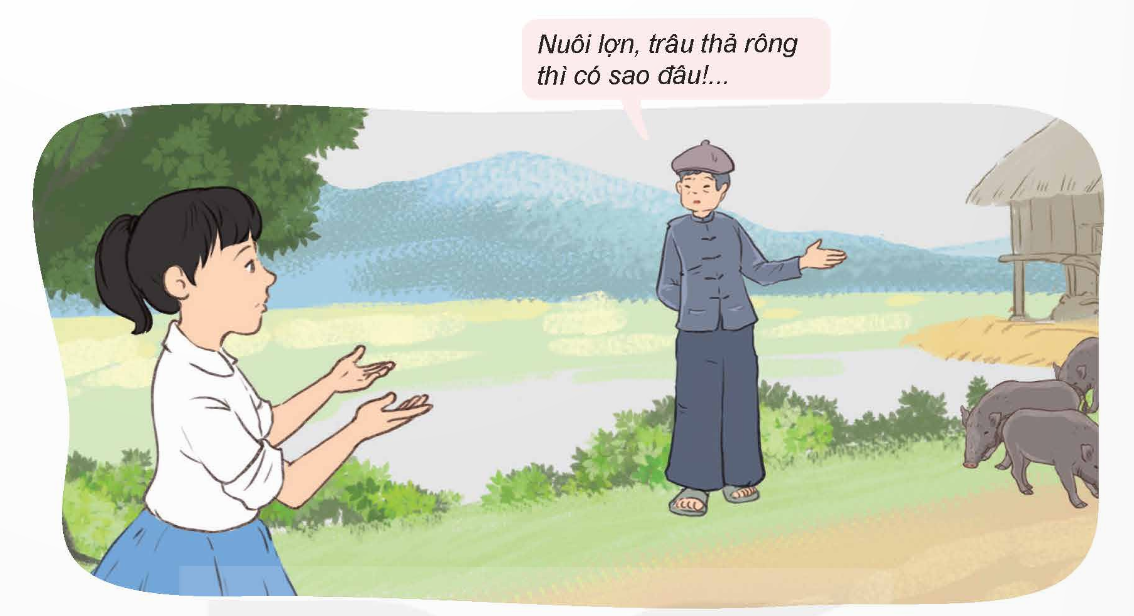 Nuôi lợn, trâu thả rông
thì có sao đâu!...